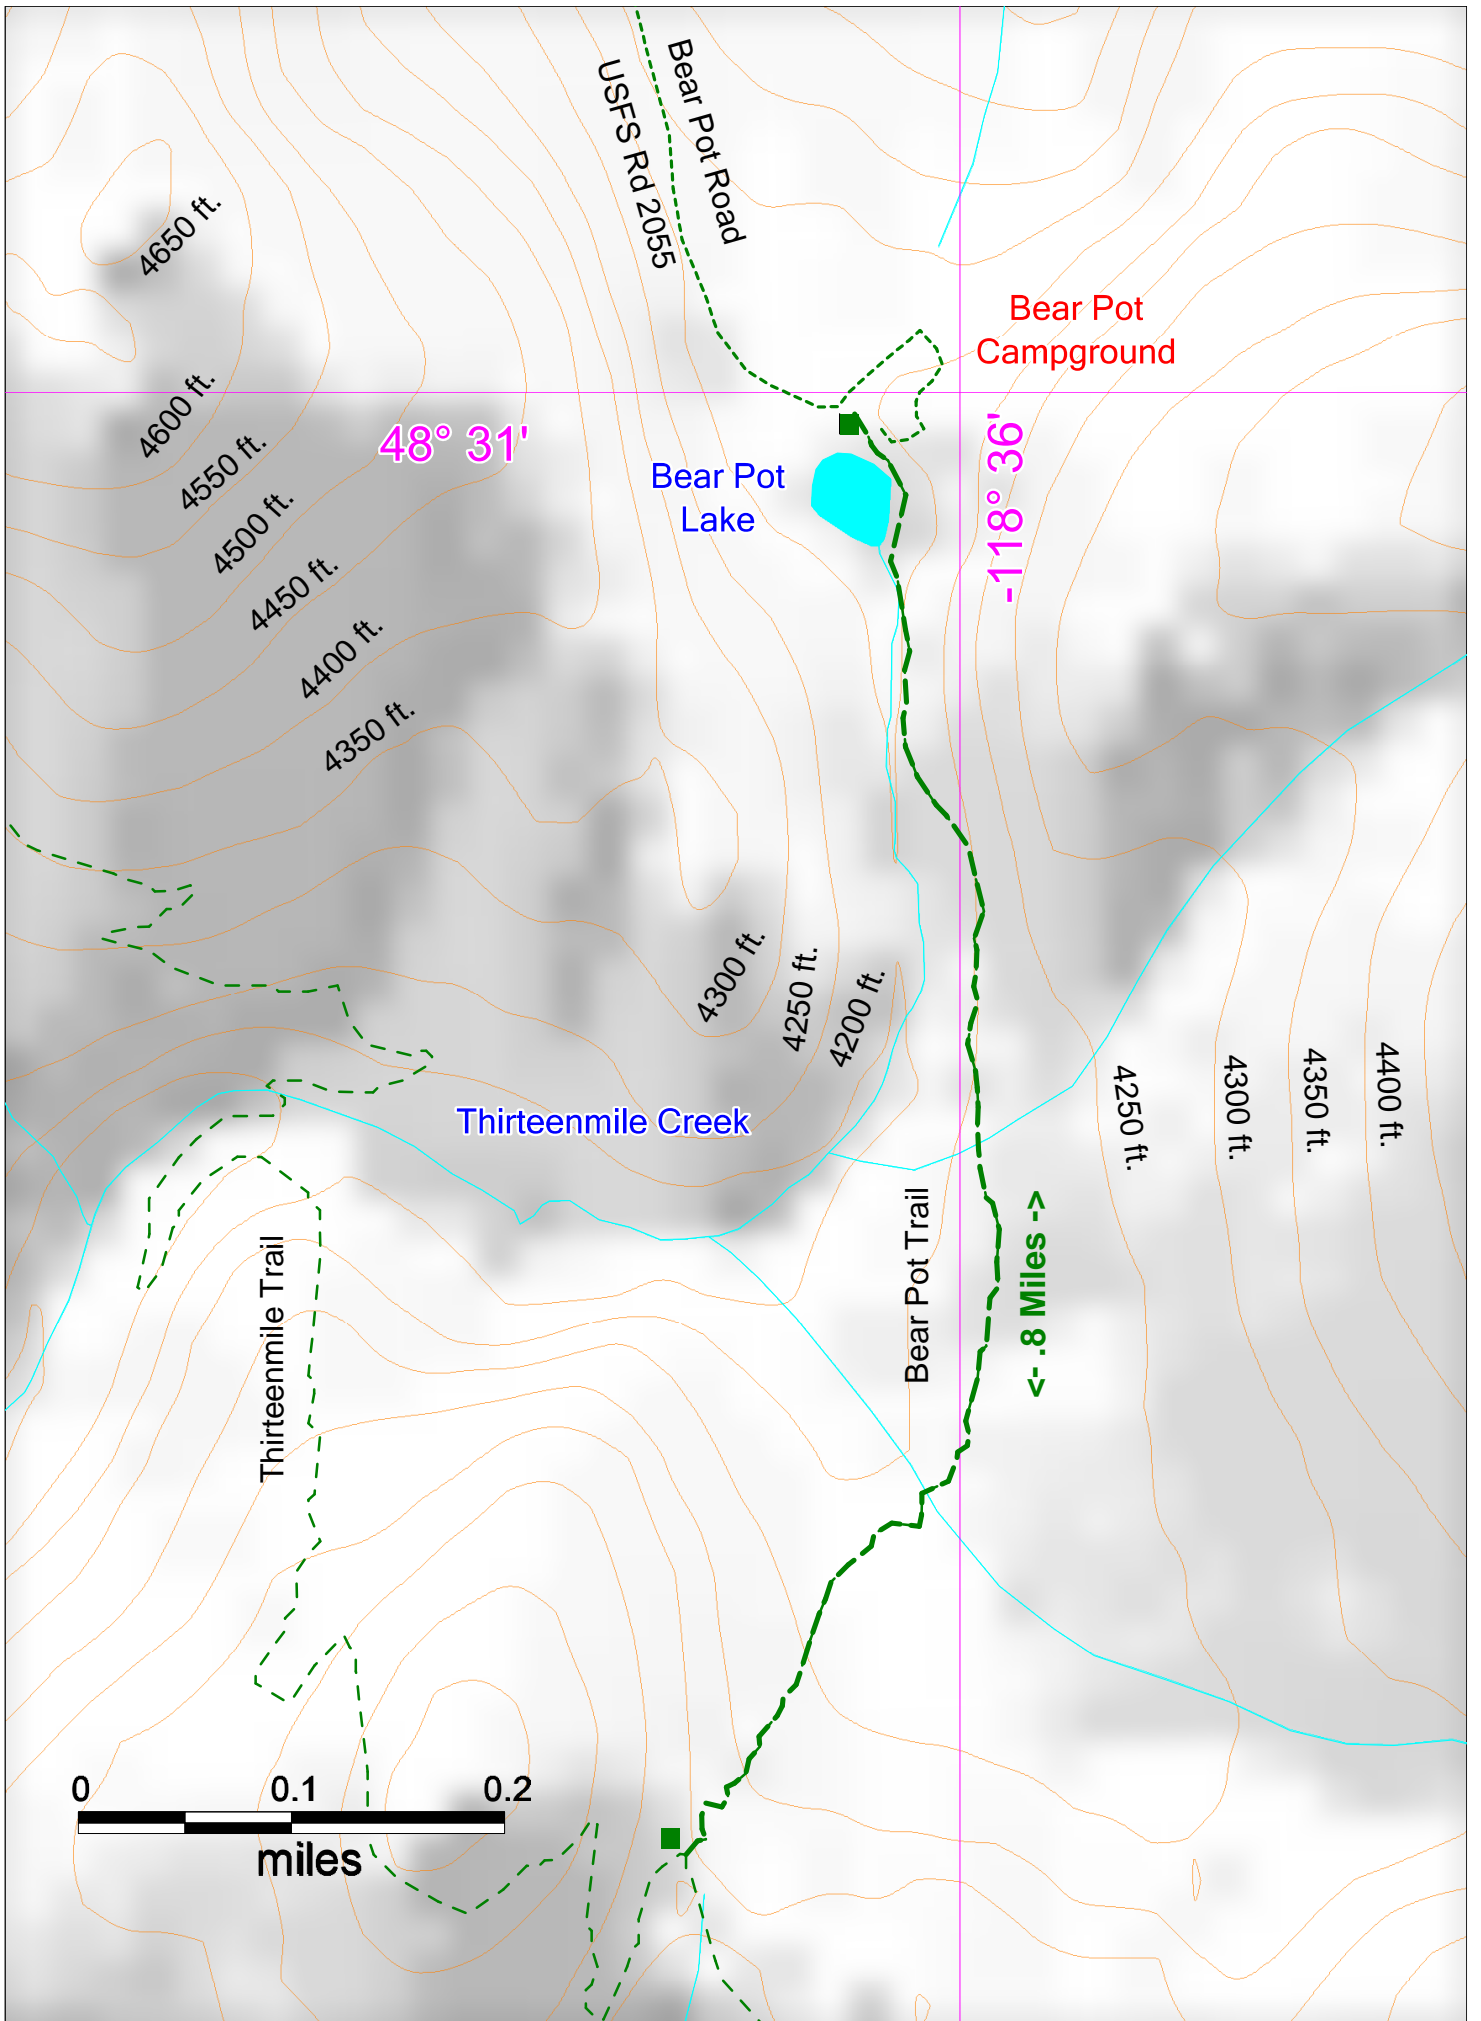 Bear Pot Road
USFS Rd 2055
4650 ft.
Bear Pot
Campground
4600 ft.
48° 31'
-118° 36'
4550 ft.
Bear Pot
Lake
4500 ft.
4450 ft.
4400 ft.
4350 ft.
4300 ft.
4250 ft.
4200 ft.
4250 ft.
4300 ft.
4350 ft.
4400 ft.
Thirteenmile Creek
Bear Pot Trail
<- .8 Miles ->
Thirteenmile Trail
0 0.1 0.2
miles